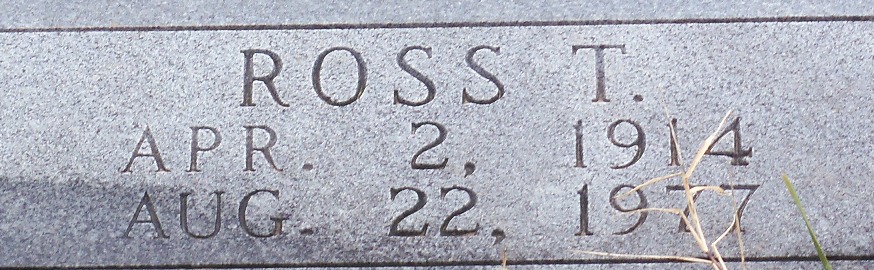 ROSS T.
APR. 2, 1914
AUG. 22, 1977